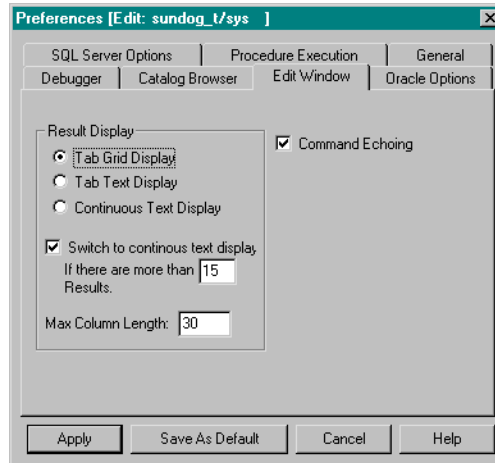 Preferences [Edit: sundog_t/sys ]
SQL Server Options Procedure Execution General
Debugger Catalog Browser Edit Window Oracle Options
Result Display
Tab Grid Display
Command Echoing
Tab Text Display
Continuous Text Display
Switch to continous text display
If there are more than 15
Results.
Max Column Length: 30
Apply Save As Default Cancel Help